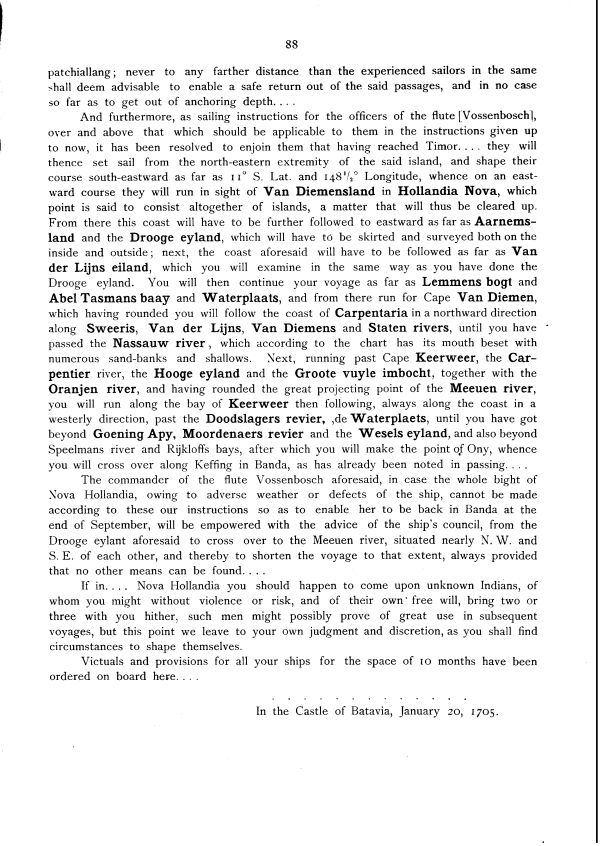 88
patchiallang; never to any farther distance than the experienced sailors in the same
shall deem advisable to enable a safe return out of the said passages, and in no case
so far as to get out of anchoring depth....
And furthermore, as sailing instructions for the officers of the flute [Vossenbosch],
over and above that which should be applicable to them in the instructions given up
to now, it has been resolved to enjoin them that having reached Timor.... they will
thence set sail from the north-eastern extremity of the said island, and shape their
course south-eastward as far as 11° S. Lat. and 148 1/2° Longitude, whence on an east-
ward course they will run in sight of Van Diemensland in Hollandia Nova, which
point is said to consist altogether of islands, a matter that will thus be cleared up.
From there this coast will have to be further followed to eastward as far as Aarnems-
land and the Drooge eyland, which will have to be skirted and surveyed both on the
inside and outside; next, the coast aforesaid will have to be followed as far as Van
der Lijns eiland, which you will examine in the same way as you have done the
Drooge eyland. You will then continue your voyage as far as Lemmens bogt and
Abel Tasmans baay and Waterplaats, and from there run for Cape Van Diemen,
which having rounded you will follow the coast of Carpentaria in a northward direction
along Sweeris, Van der Lijns, Van Diemens and Staten rivers, until you have
passed the Nassauw river, which according to the chart has its mouth beset with
numerous sand-banks and shallows. Next, running past Cape Keerweer, the Car-
pentier river, the Hooge eyland and the Groote vuyle imbocht, together with the
Oranjen river, and having rounded the great projecting point of the Meeuen river,
you will run along the bay of Keerweer then following, always along the coast in a
westerly direction, past the Doodslagers revier, ,de Waterplaets, until you have got
beyond Goening Apy, Moordenaers revier and the Wesels eyland, and also beyond
Speelmans river and Rijkloffs bays, after which you will make the point of Ony, whence
you will cross over along Keffing in Banda, as has already been noted in passing....
The commander of the flute Vossenbosch aforesaid, in case the whole bight of
Nova Hollandia, owing to adverse weather or defects of the ship, cannot be made
according to these our instructions so as to enable her to be back in Banda at the
end of September, will be empowered with the advice of the ship's council, from the
Drooge eylant aforesaid to cross over to the Meeuen river, situated nearly N. W. and
S. E. of each other, and thereby to shorten the voyage to that extent, always provided
that no other means can be found....
If in.... Nova Hollandia you should happen to come upon unknown Indians, of
whom you might without violence or risk, and of their own free will, bring two or
three with you hither, such men might possibly prove of great use in subsequent
voyages, but this point we leave to your own judgment and discretion, as you shall find
circumstances to shape themselves.
Victuals and provisions for all your ships for the space of 10 months have been
ordered on board here....
. . . . . . . . . . . . .
In the Castle of Batavia, January 20, 1705.